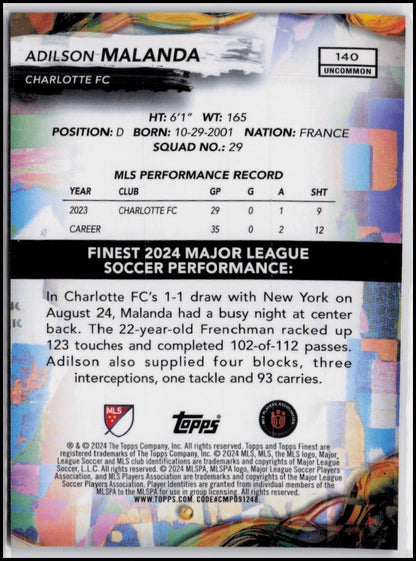 ADILSON MALANDA
CHARLOTTE FC
140
UNCOMMON
HT: 6'1" WT: 165
POSITION: D BORN: 10-29-2001 NATION: FRANCE
SQUAD NO.: 29
MLS PERFORMANCE RECORD
YEAR CLUB GP G A SHT
2023 CHARLOTTE FC 29 0 1 9
CAREER 35 0 2 12
FINEST 2024 MAJOR LEAGUE
SOCCER PERFORMANCE:
In Charlotte FC's 1-1 draw with New York on
August 24, Malanda had a busy night at center
back. The 22-year-old Frenchman racked up
123 touches and completed 102-of-112 passes.
Adilson also supplied four blocks, three
interceptions, one tackle and 93 carries.
MLS
Topps
MLS PLAYERS ASSOCIATION
® & © 2024 The Topps Company, Inc. All rights reserved. Topps and Topps Finest are
registered trademarks of The Topps Company, Inc. © 2024 MLS, MLS, the MLS logo, Major
League Soccer and MLS club identifications are trademarks and copyrights of Major League
Soccer, L.L.C. All rights reserved. © 2024 MLSPA, MLSPA logo, Major League Soccer Players
Association, and MLS Players Association are trademarks and copyrights of Major League
Soccer Players Association. Player Identities are granted from individual members of the
MLSPA to the MLSPA for use in group licensing. All rights reserved.
WWW.TOPPS.COM. CODE#CMP091248.